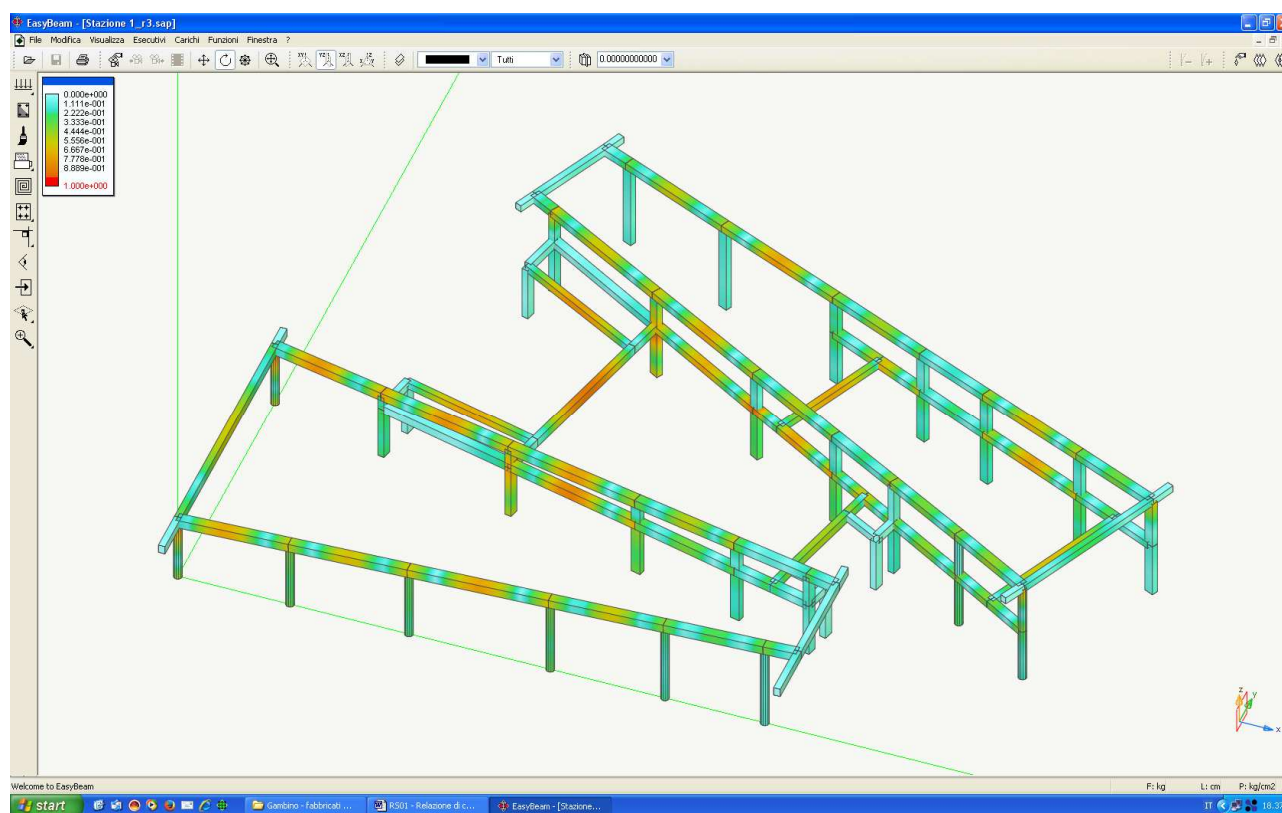 EasyBeam - [Stazione 1_r3.sap]
File Modifica Visualizza Esecutivi Carichi Funzioni Finestra ?
Tutti 0.00000000000
0.000e+000
1.111e-001
2.222e-001
3.333e-001
4.444e-001
5.556e-001
6.667e-001
7.778e-001
8.889e-001
1.000e+000
z y
x
Welcome to EasyBeam F: kg L: cm P: kg/cm2
start Gambino - fabbricati ... RS01 - Relazione di c... EasyBeam - [Stazione... IT 18.37